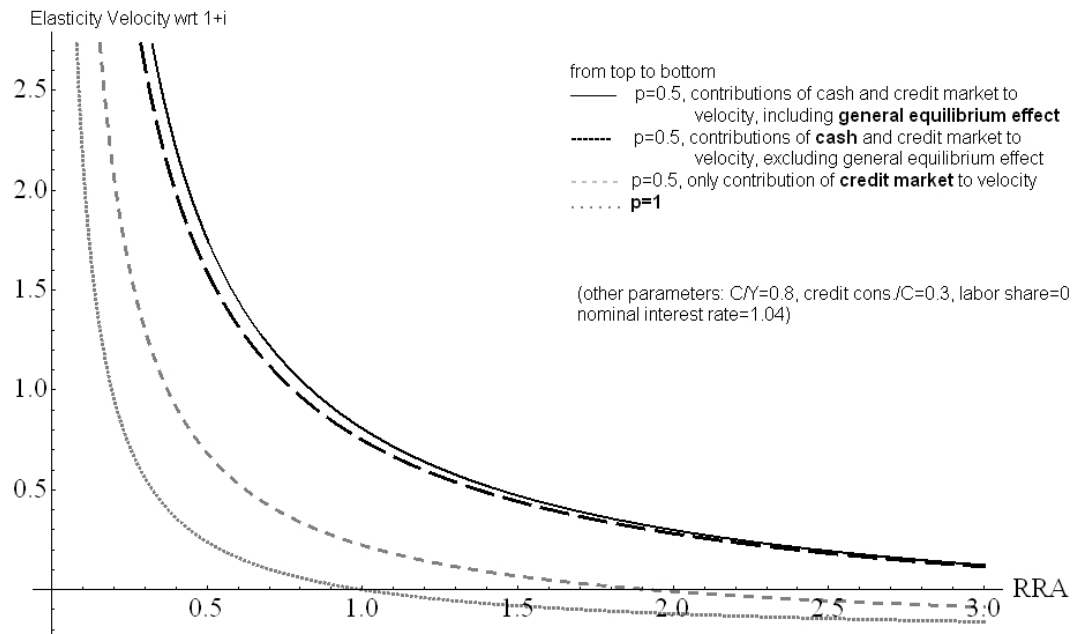 Elasticity Velocity wrt 1+i
2.5
2.0
1.5
1.0
0.5
0.5
1.0
1.5
2.0
2.5
3.0
RRA
from top to bottom
p=0.5, contributions of cash and credit market to
velocity, including general equilibrium effect
p=0.5, contributions of cash and credit market to
velocity, excluding general equilibrium effect
p=0.5, only contribution of credit market to velocity
p=1
(other parameters: C/Y=0.8, credit cons./C=0.3, labor share=0
nominal interest rate=1.04)